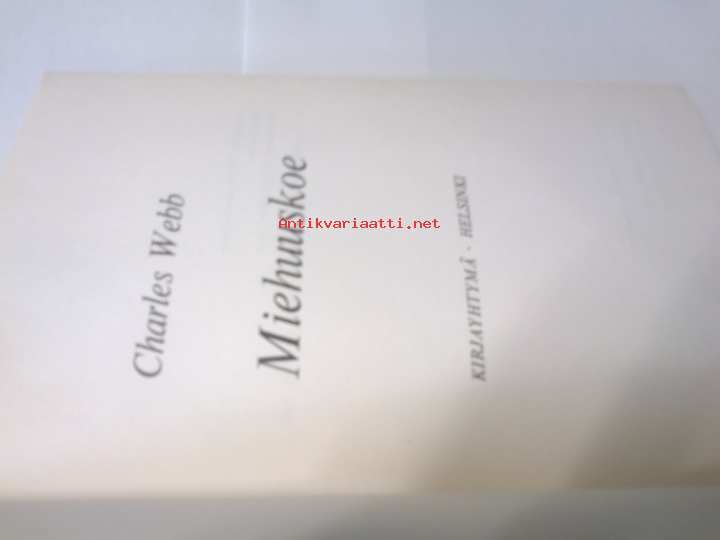 Charles Webb
Miehuuskoe
KIRJAYHTYMÄ · HELSINKI
Antikvariaatti.net